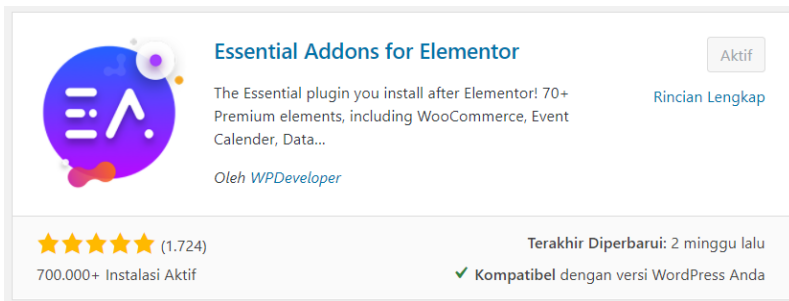 Essential Addons for Elementor
Aktif
The Essential plugin you install after Elementor! 70+
Premium elements, including WooCommerce, Event
Calender, Data...
Rincian Lengkap
Oleh WPDeveloper
(1.724)
700.000+ Instalasi Aktif
Terakhir Diperbarui: 2 minggu lalu
Kompatibel dengan versi WordPress Anda